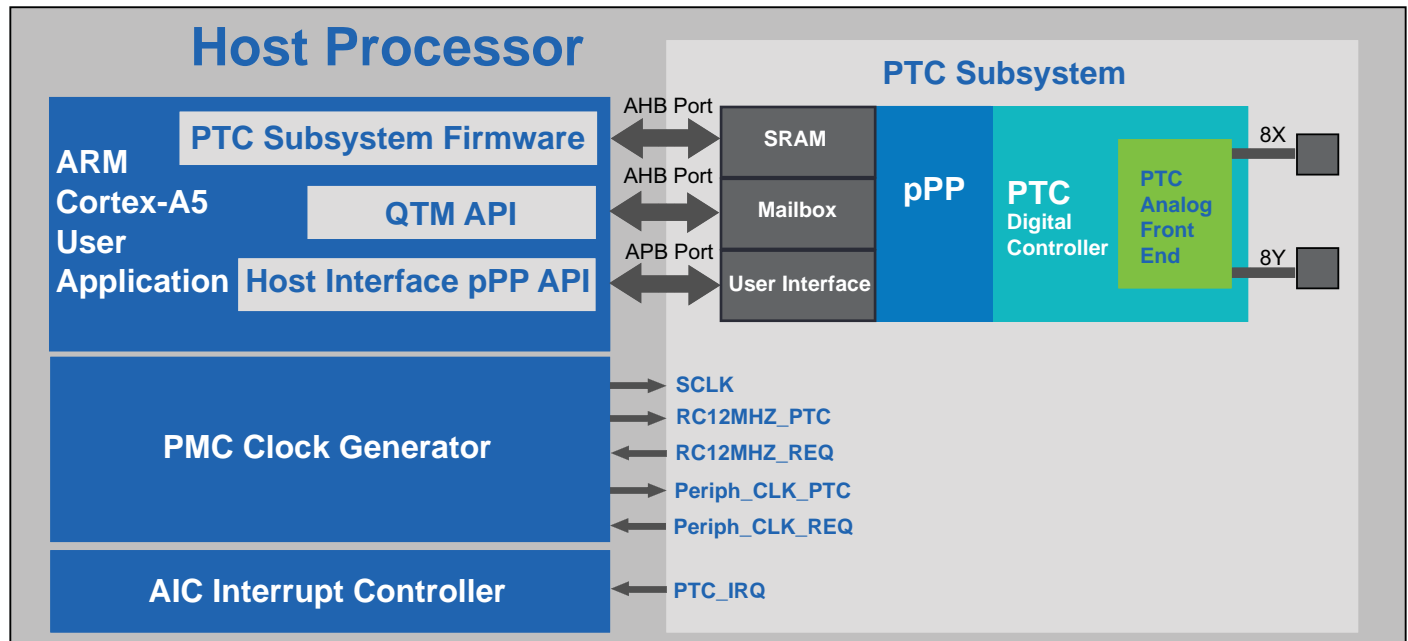 Host Processor
PTC Subsystem
ARM
Cortex-A5
User
Application
PTC Subsystem Firmware
QTM API
Host Interface pPP API
AHB Port
AHB Port
APB Port
SRAM
Mailbox
User Interface
pPP
PTC
Digital
Controller
PTC
Analog
Front
End
8X
8Y
PMC Clock Generator
SCLK
RC12MHZ_PTC
RC12MHZ_REQ
Periph_CLK_PTC
Periph_CLK_REQ
AIC Interrupt Controller
PTC_IRQ